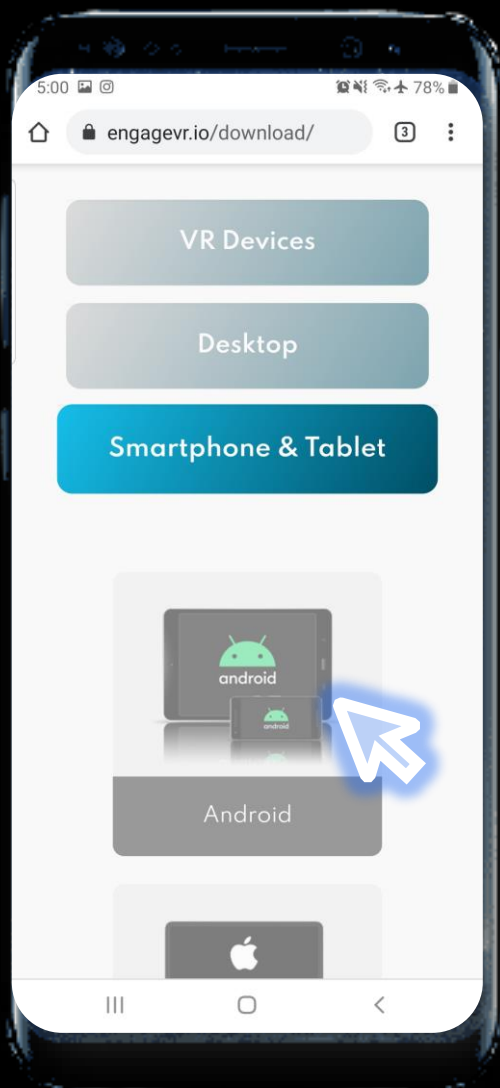 5:00
78%
engagevr.io/download/
3
VR Devices
Desktop
Smartphone & Tablet
android
android
Android